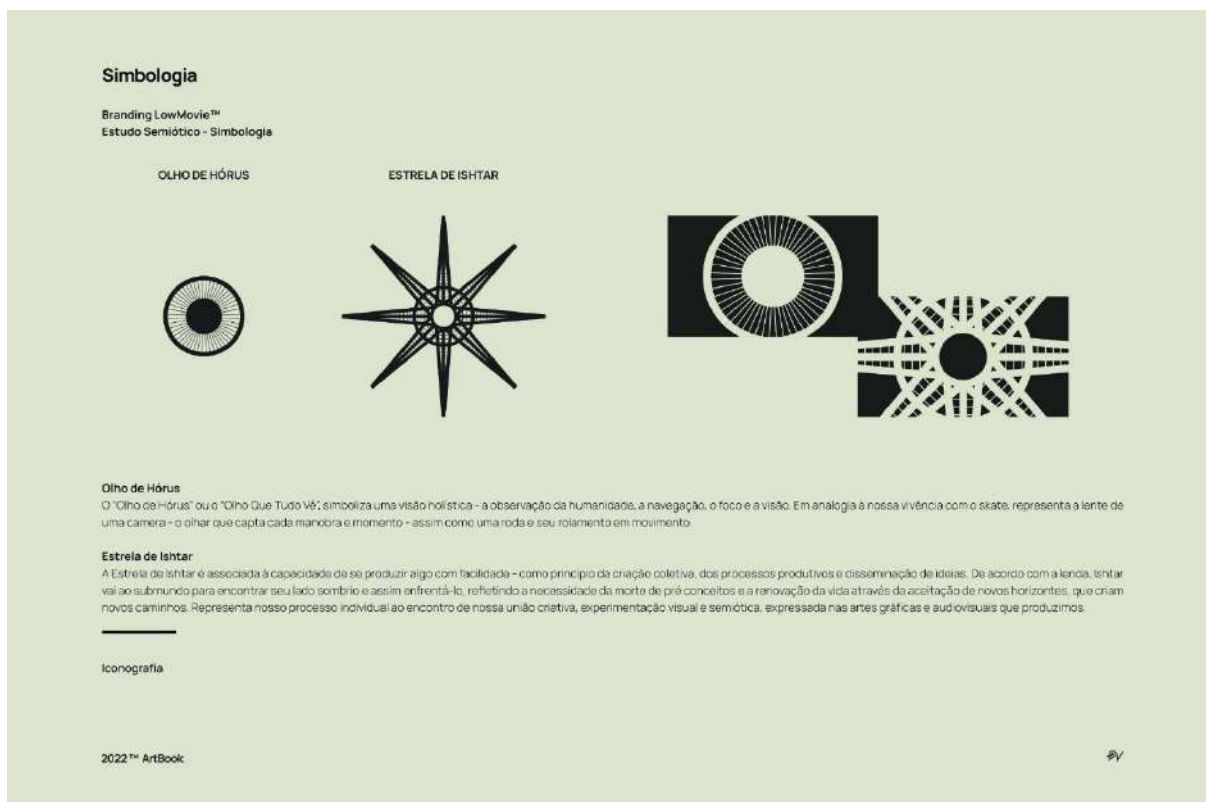 Simbologia
Branding LowMovie™
Estudo Semiótico - Simbologia
OLHO DE HÓRUS ESTRELA DE ISHTAR
Olho de Hórus
O "Olho de Hórus" ou o "Olho Que Tudo Vê", simboliza uma visão holística - a observação da humanidade, a navegação, o foco e a visão. Em analogia à nossa vivência com o skate, representa a lente de
uma camera - o olhar que capta cada manobra e momento - assim como uma roda e seu rolamento em movimento.
Estrela de Ishtar
A Estrela de Ishtar é associada à capacidade de se produzir algo com facilidade - como princípio da criação coletiva, dos processos produtivos e disseminação de ideias. De acordo com a lenda, Ishtar
vai ao submundo para encontrar seu lado sombrio e assim enfrentá-lo, refletindo a necessidade da morte de pré conceitos e a renovação da vida através da aceitação de novos horizontes, que criam
novos caminhos. Representa nosso processo individual ao encontro de nossa união criativa, experimentação visual e semiótica, expressada nas artes gráficas e audiovisuais que produzimos.
Iconografia
2022™ ArtBook